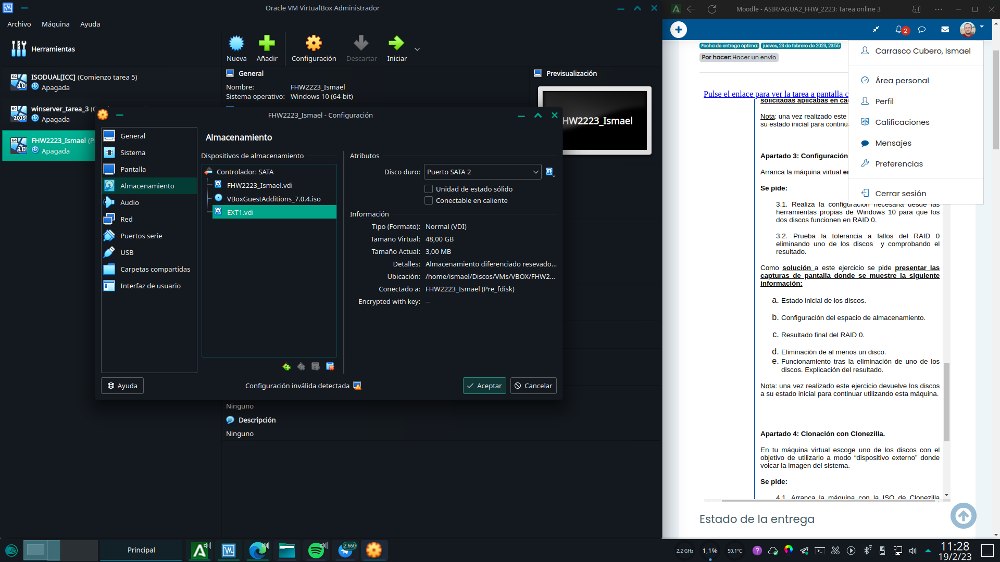 Oracle VM VirtualBox Administrador
Archivo Máquina Ayuda
Herramientas
Nueva Añadir Configuración Descartar Iniciar
ISODUAL[ICC] (Comienzo tarea 5)
Apagada
winserver_tarea_3
Apagada
FHW2223_Ismael (P
Apagada
General
Nombre: FHW2223_Ismael
Sistema operativo: Windows 10 (64-bit)
Previsualización
HW2223_Ismael
FHW2223_Ismael - Configuración
General
Sistema
Pantalla
Almacenamiento
Audio
Red
Puertos serie
USB
Carpetas compartidas
Interfaz de usuario
Almacenamiento
Dispositivos de almacenamiento
Controlador: SATA
FHW2223_Ismael.vdi
VBoxGuestAdditions_7.0.4.iso
EXT1.vdi
Atributos
Disco duro: Puerto SATA 2
Unidad de estado sólido
Conectable en caliente
Información
Tipo (Formato): Normal (VDI)
Tamaño Virtual: 48,00 GB
Tamaño Actual: 3,00 MB
Detalles: Almacenamiento diferenciado resevado...
Ubicación: /home/ismael/Discos/VMs/VBOX/FHW2...
Conectado a: FHW2223_Ismael (Pre_fdisk)
Encrypted with key: --
Ayuda
Configuración inválida detectada
Aceptar
Cancelar
Ninguno
Descripción
Ninguno
Moodle - ASIR/AGUA2_FHW_2223: Tarea online 3
2
Fecha de entrega óptima: jueves, 23 de febrero de 2023, 23:55
Por hacer: Hacer un envío
Carrasco Cubero, Ismael
Área personal
Perfil
Calificaciones
Mensajes
Preferencias
Cerrar sesión
Pulse el enlace para ver la tarea a pantalla c
solicitadas aplicadas en ca
Nota: una vez realizado este
su estado inicial para continu
Apartado 3: Configuración
Arranca la máquina virtual e
Se pide:
3.1. Realiza la configuración necesaria desde las
herramientas propias de Windows 10 para que los
dos discos funcionen en RAID 0.
3.2. Prueba la tolerancia a fallos del RAID 0
eliminando uno de los discos y comprobando el
resultado.
Como solución a este ejercicio se pide presentar las
capturas de pantalla donde se muestre la siguiente
información:
a. Estado inicial de los discos.
b. Configuración del espacio de almacenamiento.
c. Resultado final del RAID 0.
d. Eliminación de al menos un disco.
e. Funcionamiento tras la eliminación de uno de los
discos. Explicación del resultado.
Nota: una vez realizado este ejercicio devuelve los discos
a su estado inicial para continuar utilizando esta máquina.
Apartado 4: Clonación con Clonezilla.
En tu máquina virtual escoge uno de los discos con el
objetivo de utilizarlo a modo “dispositivo externo” donde
volcar la imagen del sistema.
Se pide:
4.1. Arranca la máquina con la ISO de Clonezilla
Estado de la entrega
Principal
2.660
2,2 GHz
1,1%
50,1°C
11:28
19/2/23